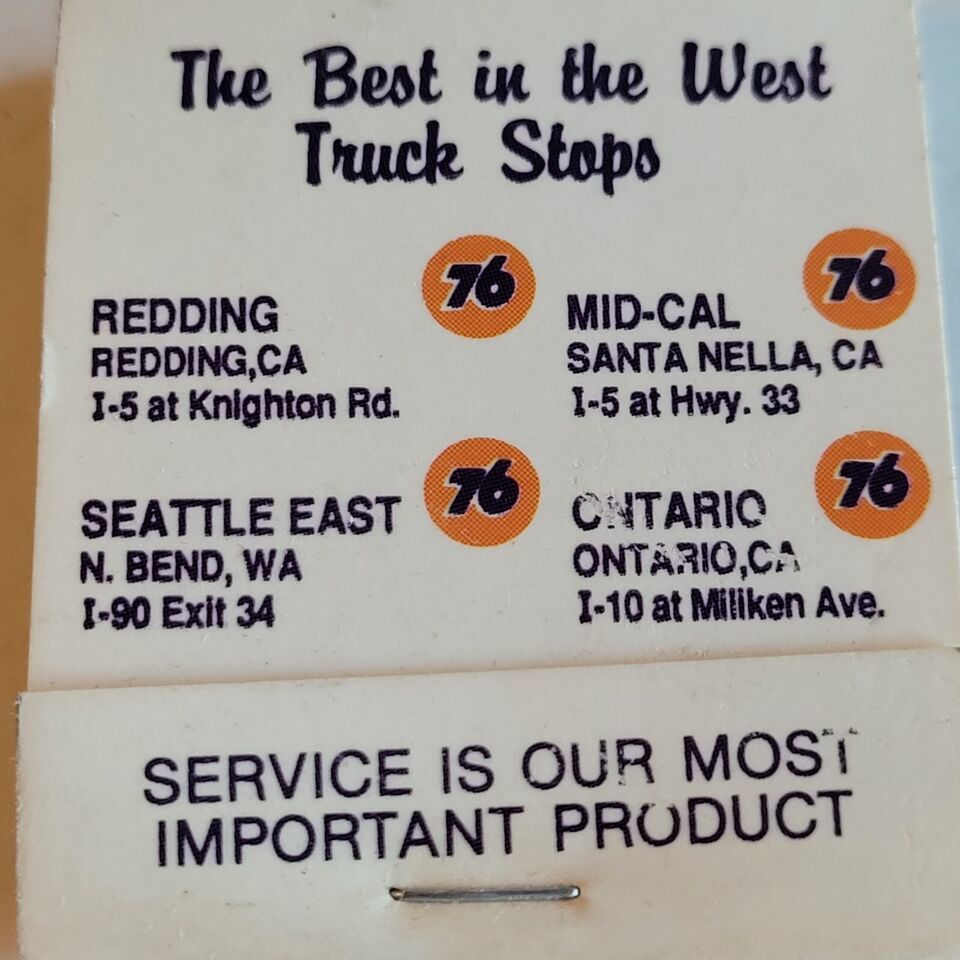 The Best in the West
Truck Stops
76
REDDING
REDDING,CA
I-5 at Knighton Rd.
76
MID-CAL
SANTA NELLA, CA
I-5 at Hwy. 33
76
SEATTLE EAST
N. BEND, WA
I-90 Exit 34
76
ONTARIO
ONTARIO,CA
I-10 at Milliken Ave.
SERVICE IS OUR MOST
IMPORTANT PRODUCT